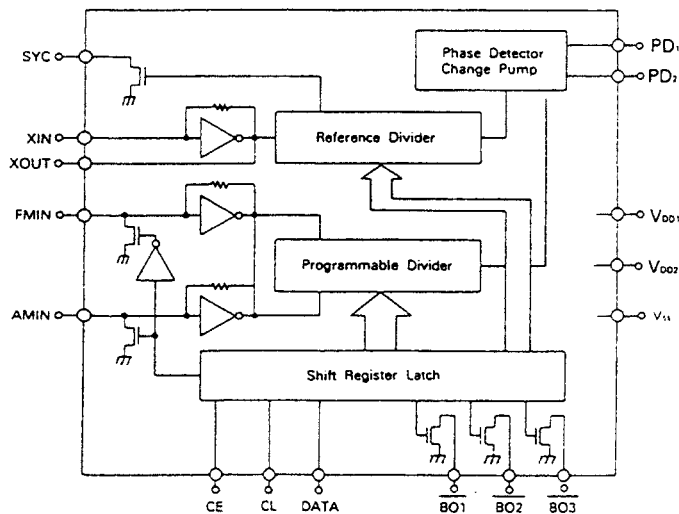 SYC
Phase Detector
Change Pump
PD₁
PD₂
XIN
Reference Divider
XOUT
FMIN
VDD1
Programmable Divider
VDD2
AMIN
VSS
Shift Register Latch
CE
CL
DATA
BO1
BO2
BO3